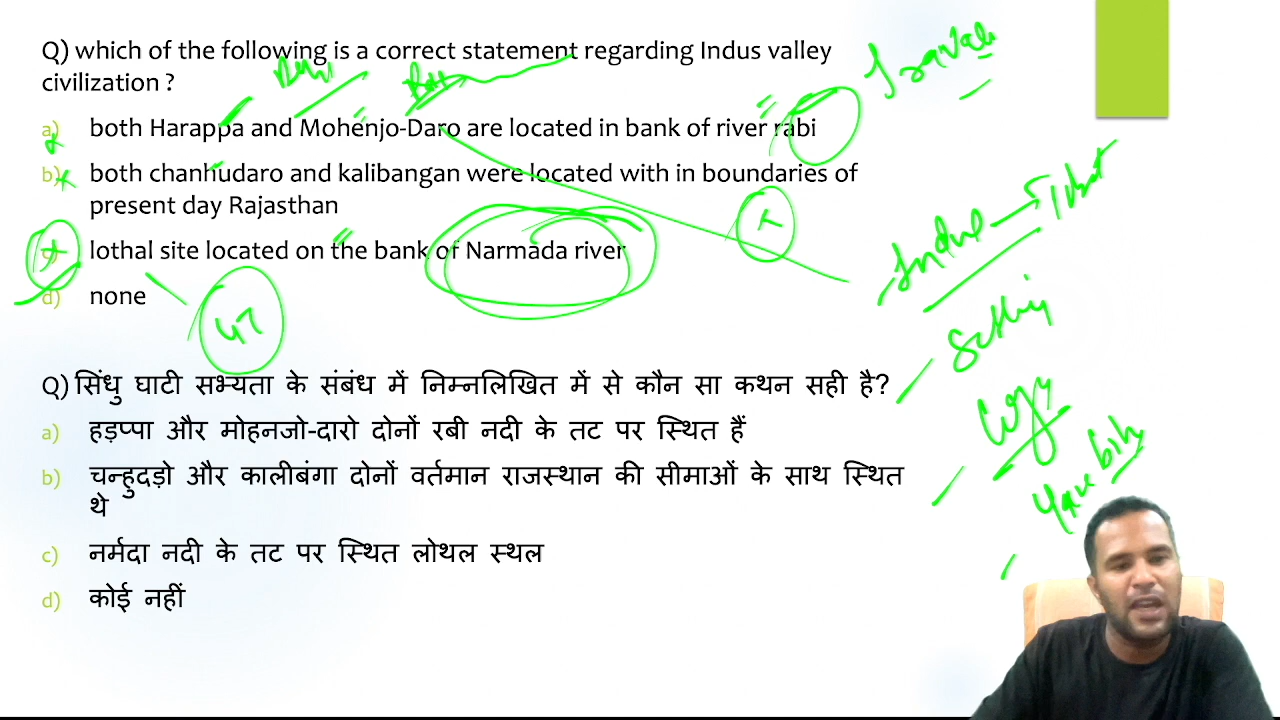 Q) which of the following is a correct statement regarding Indus valley
civilization ?
a) both Harappa and Mohenjo-Daro are located in bank of river rabi
b) both chanhudaro and kalibangan were located with in boundaries of
present day Rajasthan
c) lothal site located on the bank of Narmada river
d) none
Q) सिंधु घाटी सभ्यता के संबंध में निम्नलिखित में से कौन सा कथन सही है?
a) हड़प्पा और मोहनजो-दारो दोनों रबी नदी के तट पर स्थित हैं
b) चन्हुदड़ो और कालीबंगा दोनों वर्तमान राजस्थान की सीमाओं के साथ स्थित
थे
c) नर्मदा नदी के तट पर स्थित लोथल स्थल
d) कोई नहीं